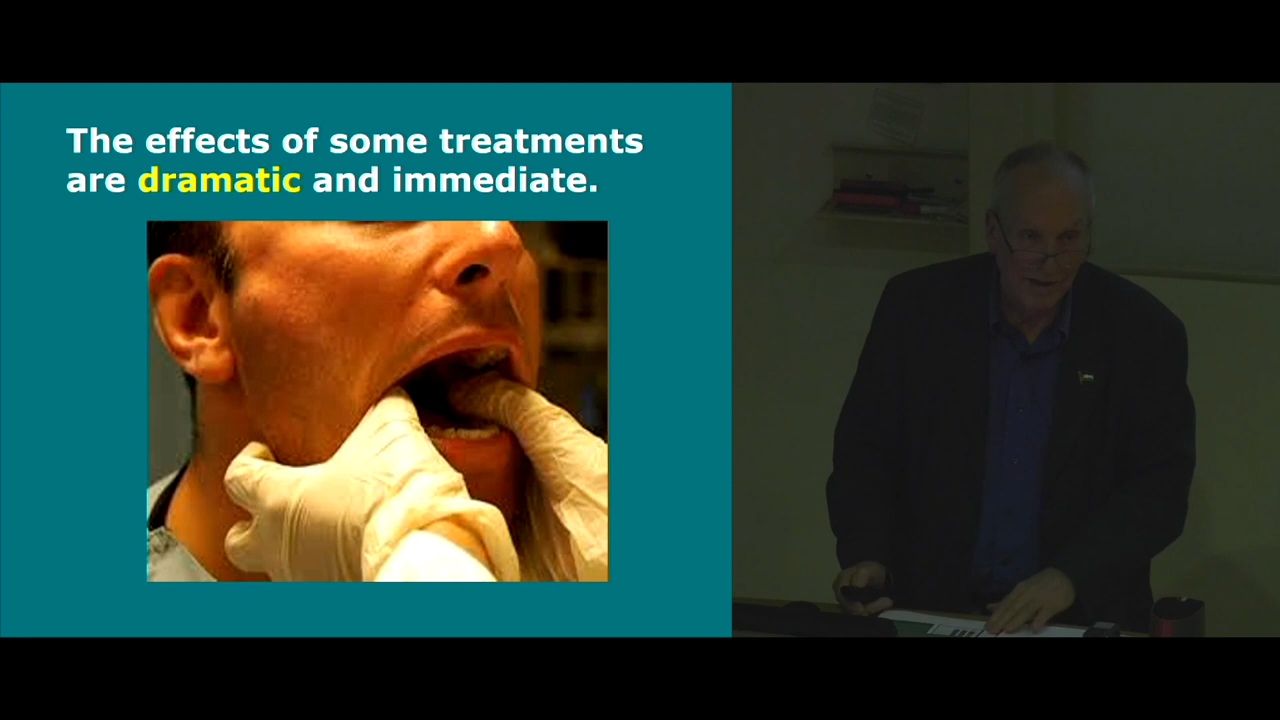 The effects of some treatments
are dramatic and immediate.